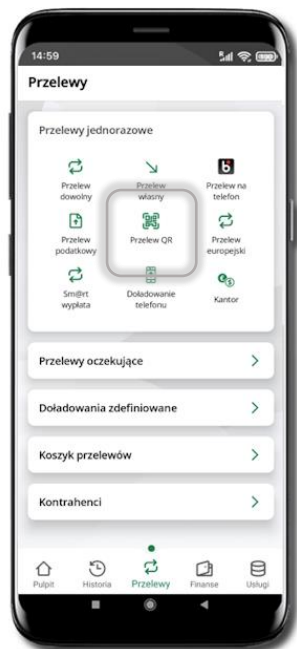 14:59
Przelewy
Przelewy jednorazowe
Przelew
dowolny
Przelew
własny
Przelew na
telefon
Przelew
podatkowy
Przelew QR
Przelew
europejski
Sm@rt
wypłata
Doładowanie
telefonu
Kantor
Przelewy oczekujące
Doładowania zdefiniowane
Koszyk przelewów
Kontrahenci
Pulpit
Historia
Przelewy
Finanse
Usługi